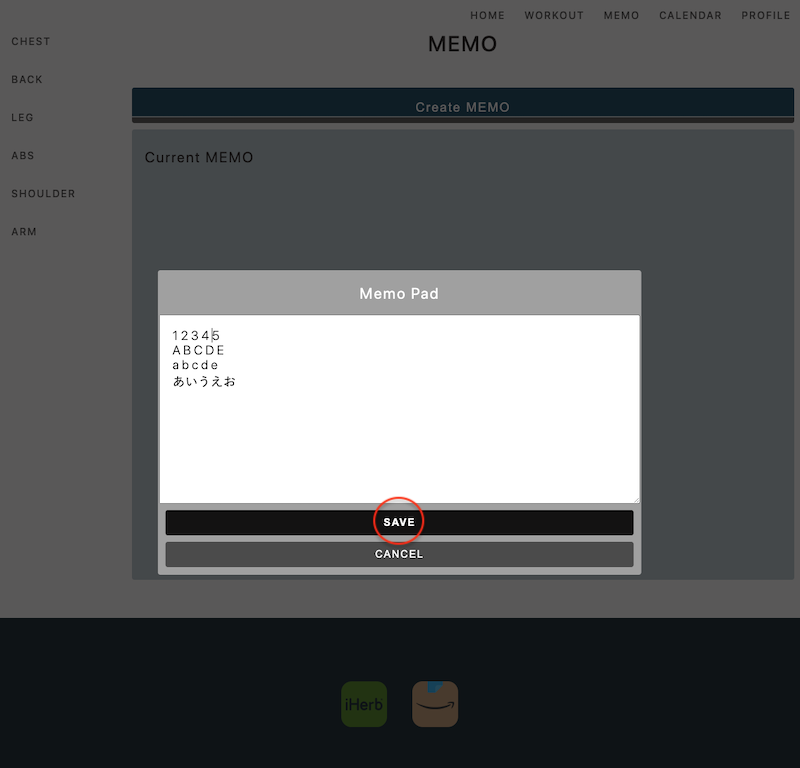 HOME WORKOUT MEMO CALENDAR PROFILE
CHEST
BACK
LEG
ABS
SHOULDER
ARM
MEMO
Create MEMO
Current MEMO
Memo Pad
12345
ABCDE
abcde
あいうえお
SAVE
CANCEL
iHerb